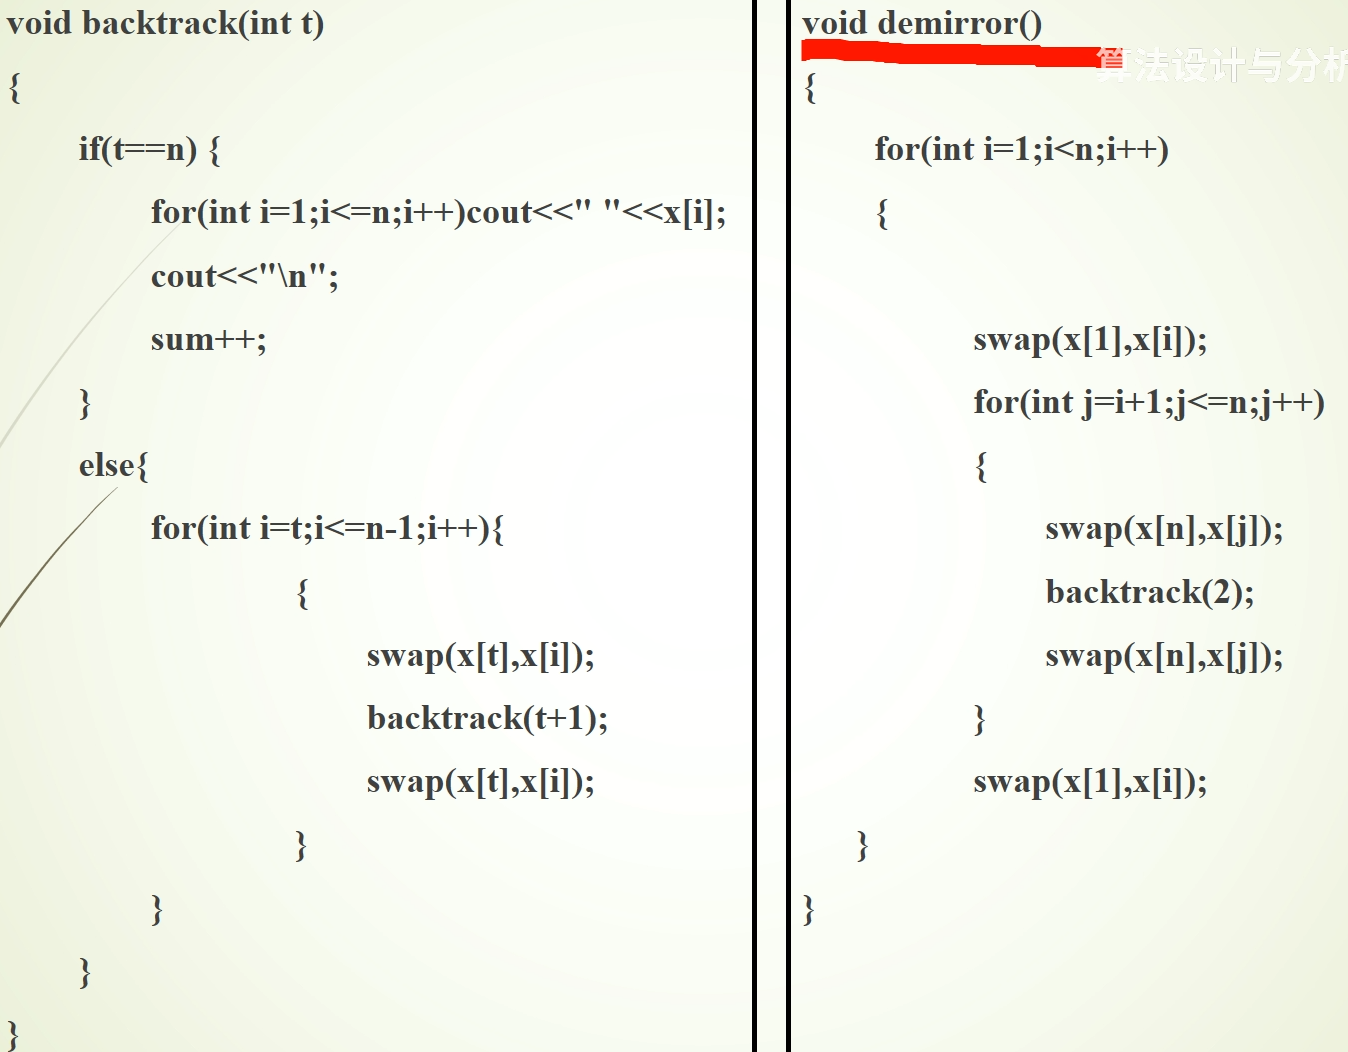 void backtrack(int t)
{
if(t==n) {
for(int i=1;i<=n;i++)cout<<" "<<x[i];
cout<<"\n";
sum++;
}
else{
for(int i=t;i<=n-1;i++){
{
swap(x[t],x[i]);
backtrack(t+1);
swap(x[t],x[i]);
}
}
}
}
void demirror()
算法设计与分析
{
for(int i=1;i<n;i++)
{
swap(x[1],x[i]);
for(int j=i+1;j<=n;j++)
{
swap(x[n],x[j]);
backtrack(2);
swap(x[n],x[j]);
}
swap(x[1],x[i]);
}
}